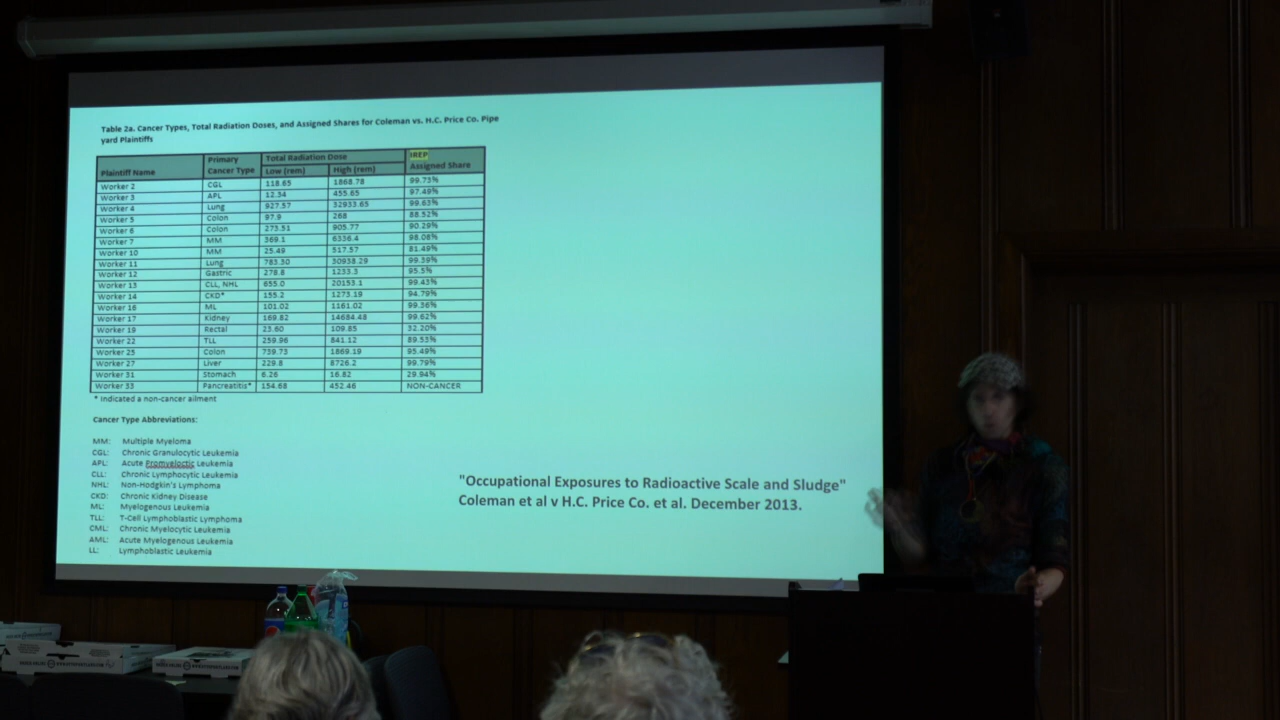 Table 2a. Cancer Types, Total Radiation Doses, and Assigned Shares for Coleman vs. H.C. Price Co. Pipe
yard Plaintiffs
Plaintiff Name Primary Cancer Type Total Radiation Dose Low (rem) High (rem) IREP Assigned Share
Worker 2 CGL 118.65 1868.78 99.73%
Worker 3 APL 12.34 455.65 97.49%
Worker 4 Lung 927.57 32933.65 99.63%
Worker 5 Colon 97.9 268 88.52%
Worker 6 Colon 273.51 905.77 90.29%
Worker 7 MM 369.1 6336.4 98.08%
Worker 10 MM 25.49 517.57 81.49%
Worker 11 Lung 783.30 30938.29 99.39%
Worker 12 Gastric 278.8 1233.3 95.5%
Worker 13 CLL, NHL 655.0 20153.1 99.43%
Worker 14 CKD* 155.2 1273.19 94.79%
Worker 16 ML 101.02 1161.02 99.36%
Worker 17 Kidney 169.82 14684.48 99.62%
Worker 19 Rectal 23.60 109.85 32.20%
Worker 22 TLL 259.96 841.12 89.53%
Worker 25 Colon 739.73 1869.19 95.49%
Worker 27 Liver 229.8 8726.2 99.79%
Worker 31 Stomach 6.26 16.82 29.94%
Worker 33 Pancreatitis* 154.68 452.46 NON-CANCER
* Indicated a non-cancer ailment
Cancer Type Abbreviations:
MM: Multiple Myeloma
CGL: Chronic Granulocytic Leukemia
APL: Acute Promyeloctic Leukemia
CLL: Chronic Lymphocytic Leukemia
NHL: Non-Hodgkin's Lymphoma
CKD: Chronic Kidney Disease
ML: Myelogenous Leukemia
TLL: T-Cell Lymphoblastic Lymphoma
CML: Chronic Myelocytic Leukemia
AML: Acute Myelogenous Leukemia
LL: Lymphoblastic Leukemia
"Occupational Exposures to Radioactive Scale and Sludge"
Coleman et al v H.C. Price Co. et al. December 2013.